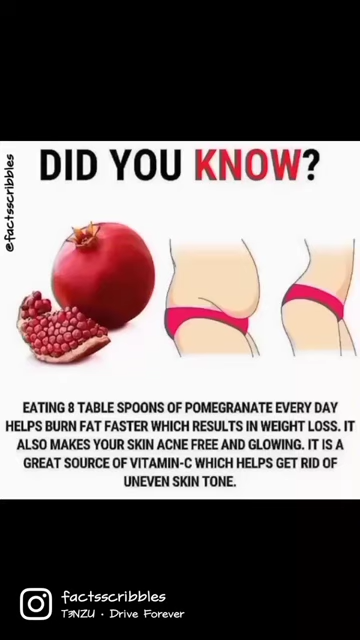 @factsscribbles
DID YOU KNOW?
EATING 8 TABLE SPOONS OF POMEGRANATE EVERY DAY
HELPS BURN FAT FASTER WHICH RESULTS IN WEIGHT LOSS. IT
ALSO MAKES YOUR SKIN ACNE FREE AND GLOWING. IT IS A
GREAT SOURCE OF VITAMIN-C WHICH HELPS GET RID OF
UNEVEN SKIN TONE.
factsscribbles
• Drive Forever